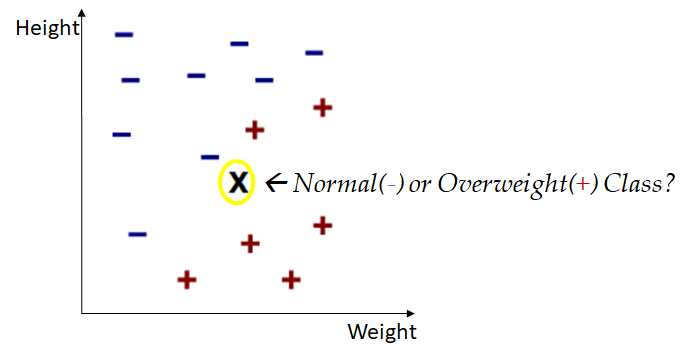 Height
X ← Normal(-) or Overweight(+) Class?
Weight